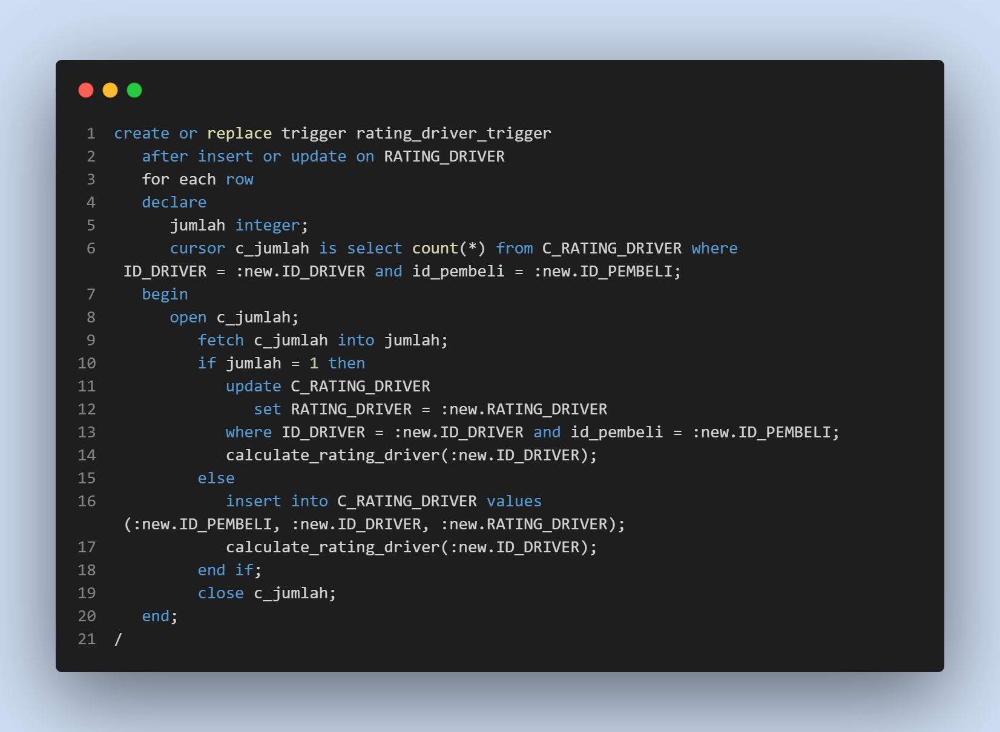 1 create or replace trigger rating_driver_trigger
2    after insert or update on RATING_DRIVER
3    for each row
4    declare
5       jumlah integer;
6       cursor c_jumlah is select count(*) from C_RATING_DRIVER where
 ID_DRIVER = :new.ID_DRIVER and id_pembeli = :new.ID_PEMBELI;
7    begin
8       open c_jumlah;
9          fetch c_jumlah into jumlah;
10          if jumlah = 1 then
11             update C_RATING_DRIVER
12                set RATING_DRIVER = :new.RATING_DRIVER
13             where ID_DRIVER = :new.ID_DRIVER and id_pembeli = :new.ID_PEMBELI;
14             calculate_rating_driver(:new.ID_DRIVER);
15          else
16             insert into C_RATING_DRIVER values
 (:new.ID_PEMBELI, :new.ID_DRIVER, :new.RATING_DRIVER);
17             calculate_rating_driver(:new.ID_DRIVER);
18          end if;
19          close c_jumlah;
20    end;
21 /